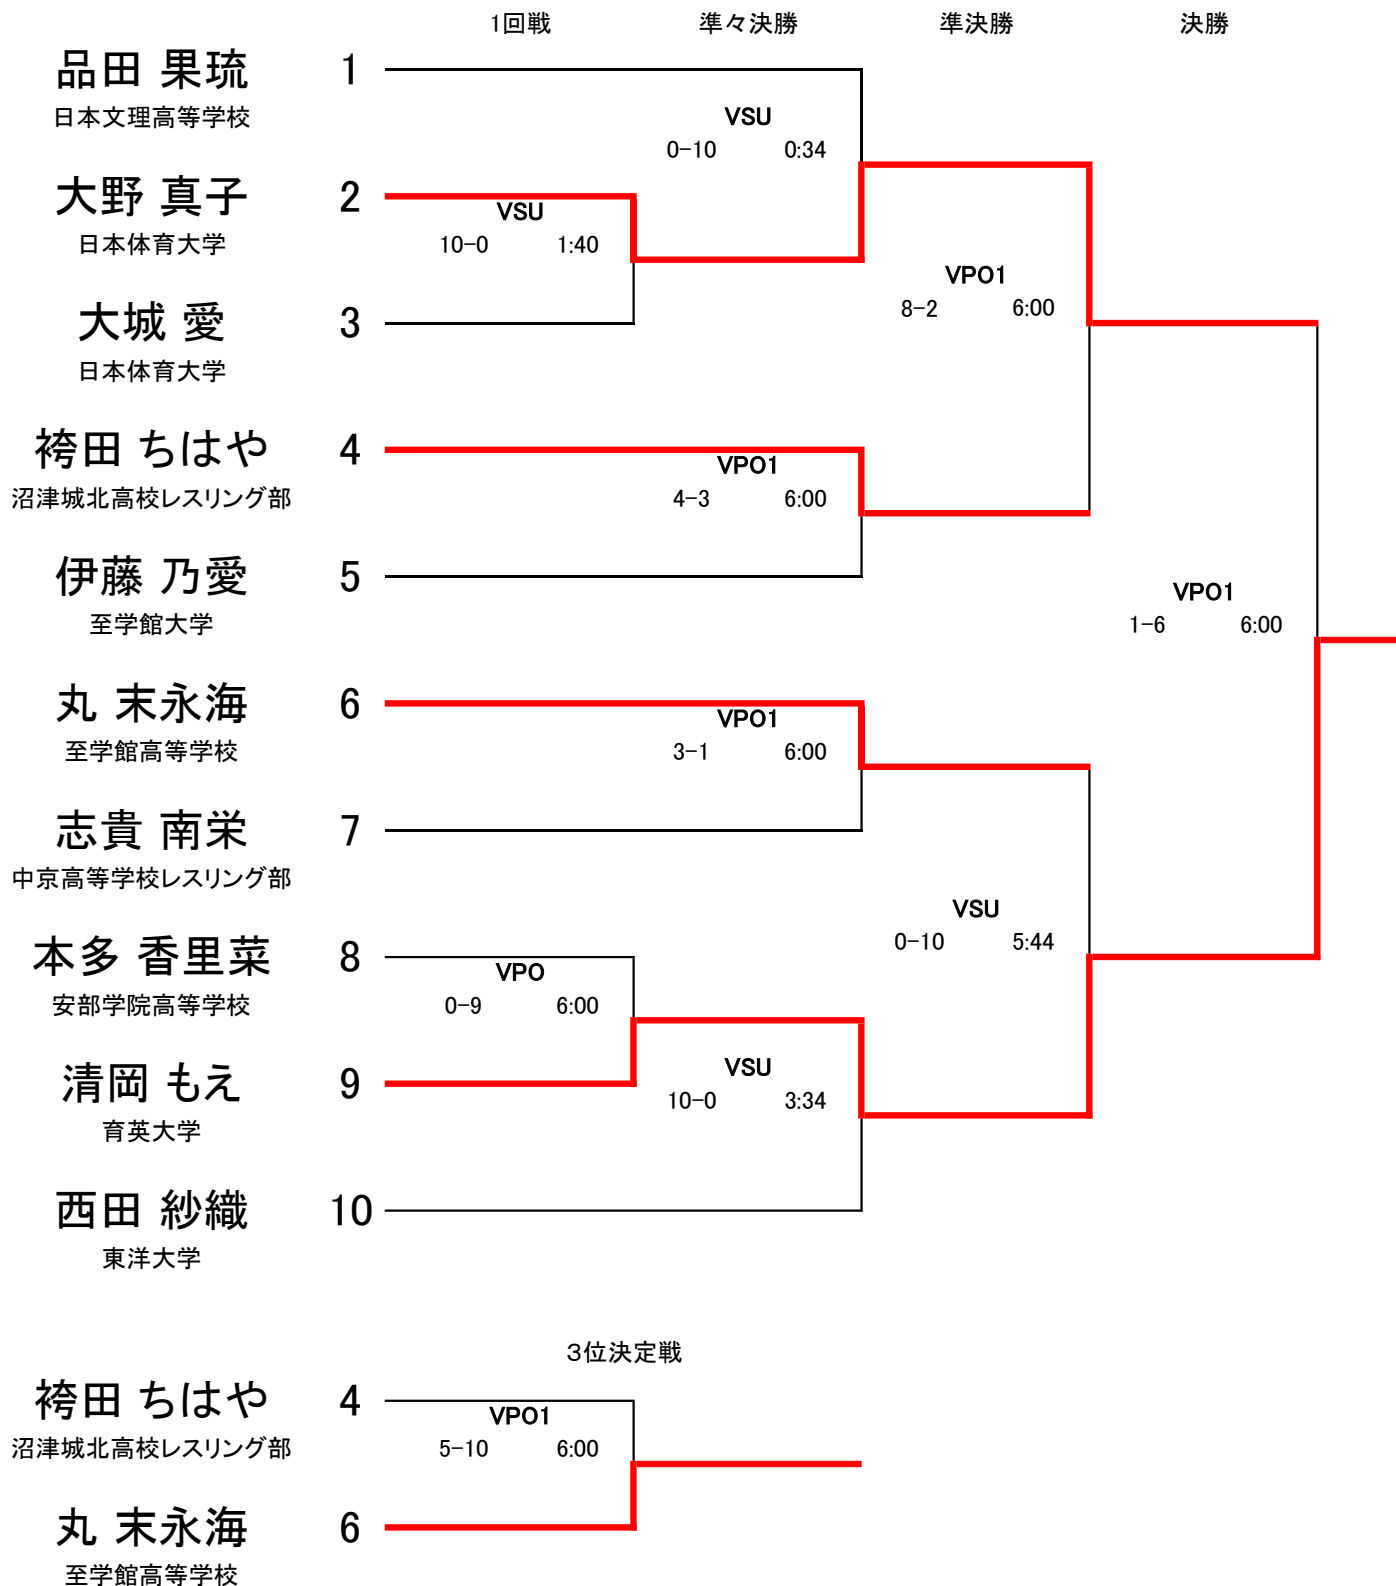 1回戦 準々決勝 準決勝 決勝
品田 果琉 1
日本文理高等学校
VSU
0-10 0:34
大野 真子 2
日本体育大学
VSU
10-0 1:40
大城 愛 3
日本体育大学
VPO1
8-2 6:00
袴田 ちはや 4
沼津城北高校レスリング部
VPO1
4-3 6:00
伊藤 乃愛 5
至学館大学
VPO1
1-6 6:00
丸 末永海 6
至学館高等学校
VPO1
3-1 6:00
志貴 南栄 7
中京高等学校レスリング部
VSU
0-10 5:44
本多 香里菜 8
安部学院高等学校
VPO
0-9 6:00
清岡 もえ 9
育英大学
VSU
10-0 3:34
西田 紗織 10
東洋大学
3位決定戦
袴田 ちはや 4
沼津城北高校レスリング部
VPO1
5-10 6:00
丸 末永海 6
至学館高等学校